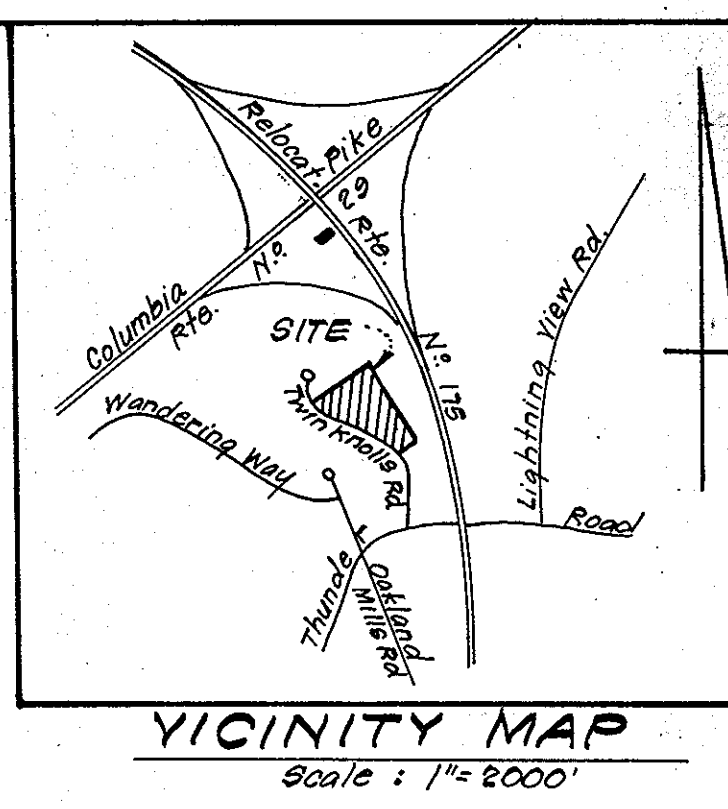 Relocat. Rte. Nº 175
Columbia Pike
Rte. Nº 29
SITE
Twin Knolls Rd
Wandering Way
Lightning View Rd.
Thunder Road
Oakland
Mills Rd
VICINITY MAP
Scale : 1"=2000'